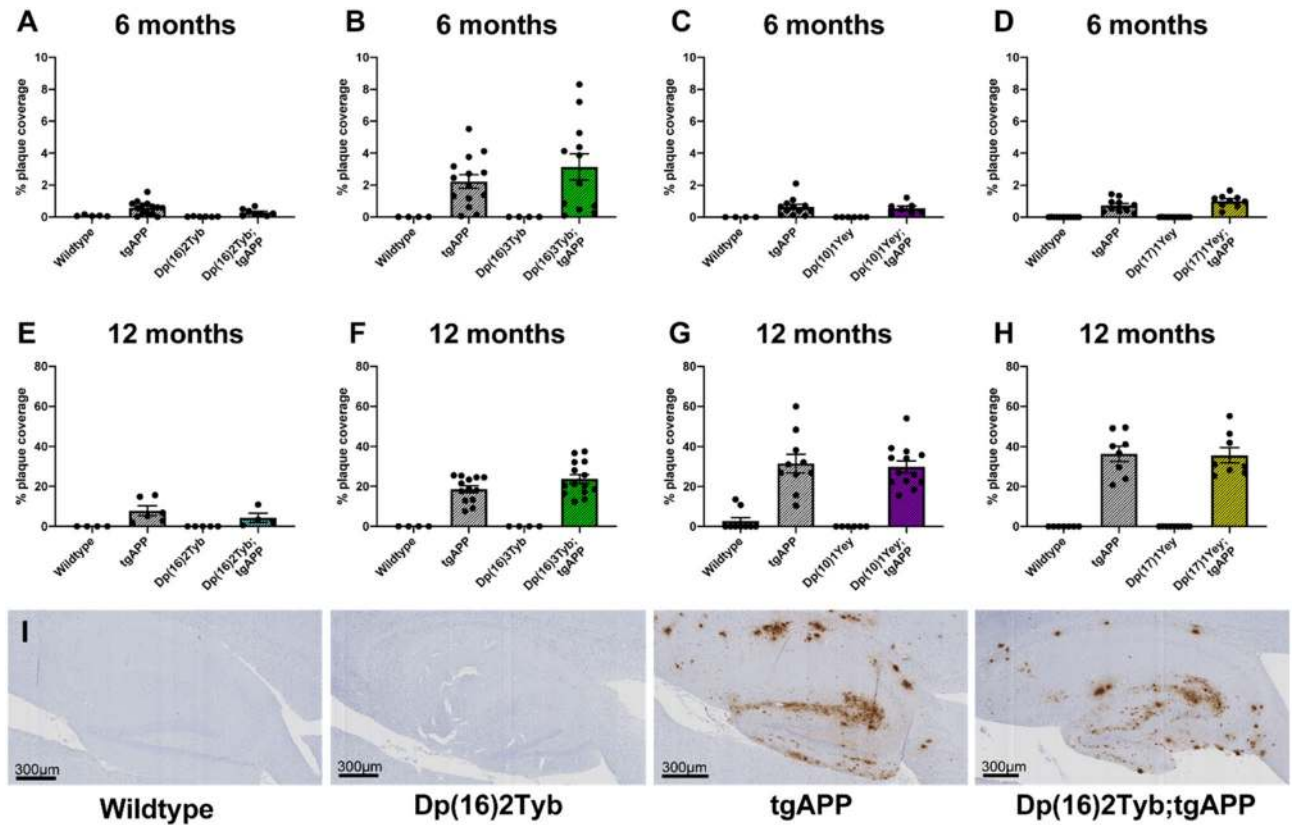 A 6 months
% plaque coverage
10
8
6
4
2
0
Wildtype
tgAPP
Dp(16)2Tyb
Dp(16)2Tyb;
tgAPP
B 6 months
% plaque coverage
10
8
6
4
2
0
Wildtype
tgAPP
Dp(16)3Tyb
Dp(16)3Tyb;
tgAPP
C 6 months
% plaque coverage
10
8
6
4
2
0
Wildtype
tgAPP
Dp(10)1Yey
Dp(10)1Yey;
tgAPP
D 6 months
% plaque coverage
10
8
6
4
2
0
Wildtype
tgAPP
Dp(17)1Yey
Dp(17)1Yey;
tgAPP
E 12 months
% plaque coverage
80
60
40
20
0
Wildtype
tgAPP
Dp(16)2Tyb
Dp(16)2Tyb;
tgAPP
F 12 months
% plaque coverage
80
60
40
20
0
Wildtype
tgAPP
Dp(16)3Tyb
Dp(16)3Tyb;
tgAPP
G 12 months
% plaque coverage
80
60
40
20
0
Wildtype
tgAPP
Dp(10)1Yey
Dp(10)1Yey;
tgAPP
H 12 months
% plaque coverage
80
60
40
20
0
Wildtype
tgAPP
Dp(17)1Yey
Dp(17)1Yey;
tgAPP
I
300µm
300µm
300µm
300µm
Wildtype
Dp(16)2Tyb
tgAPP
Dp(16)2Tyb;tgAPP